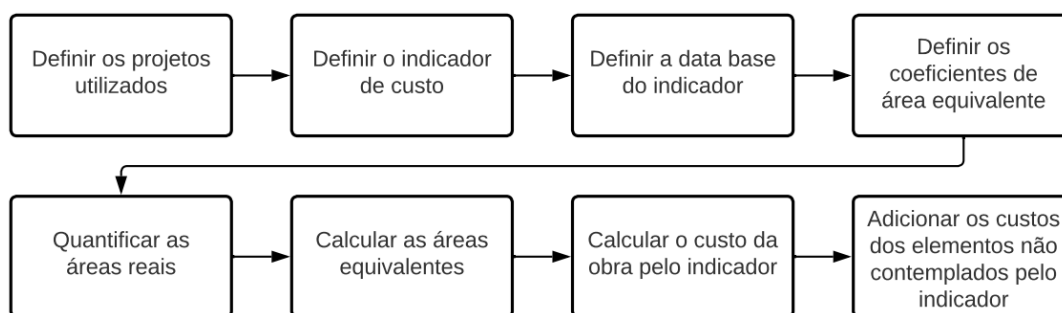 Definir os projetos
utilizados
Definir o indicador
de custo
Definir a data base
do indicador
Definir os
coeficientes de
área equivalente
Quantificar as
áreas reais
Calcular as áreas
equivalentes
Calcular o custo da
obra pelo indicador
Adicionar os custos
dos elementos não
contemplados pelo
indicador